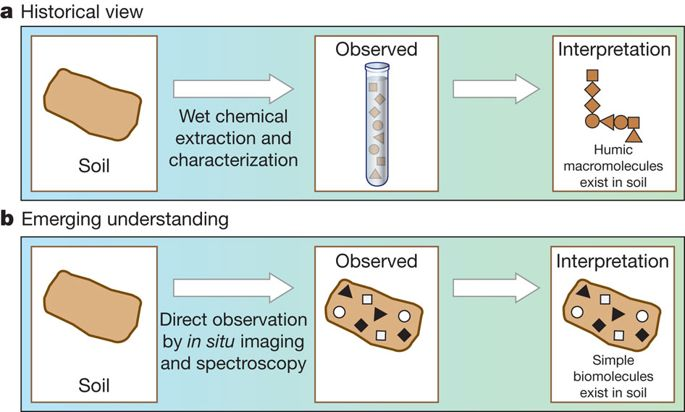 a Historical view
Soil
Wet chemical
extraction and
characterization
Observed
Interpretation
Humic
macromolecules
exist in soil
b Emerging understanding
Soil
Direct observation
by in situ imaging
and spectroscopy
Observed
Interpretation
Simple
biomolecules
exist in soil